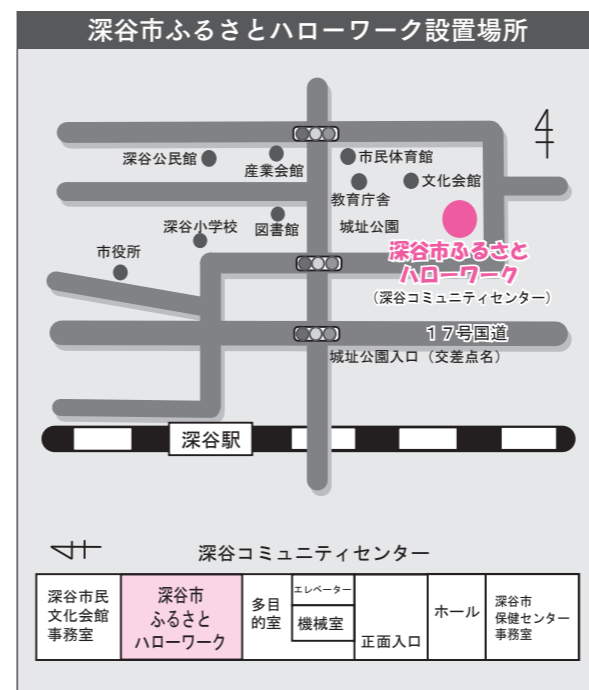 深谷市ふるさとハローワーク設置場所
深谷公民館
産業会館
市民体育館
教育庁舎
文化会館
深谷小学校
図書館
城址公園
市役所
深谷市ふるさと
ハローワーク
（深谷コミュニティセンター）
１７号国道
城址公園入口（交差点名）
深谷駅
深谷コミュニティセンター
深谷市民
文化会館
事務室
深谷市
ふるさと
ハローワーク
多目
的室
エレベーター
機械室
正面入口
ホール
深谷市
保健センター
事務室